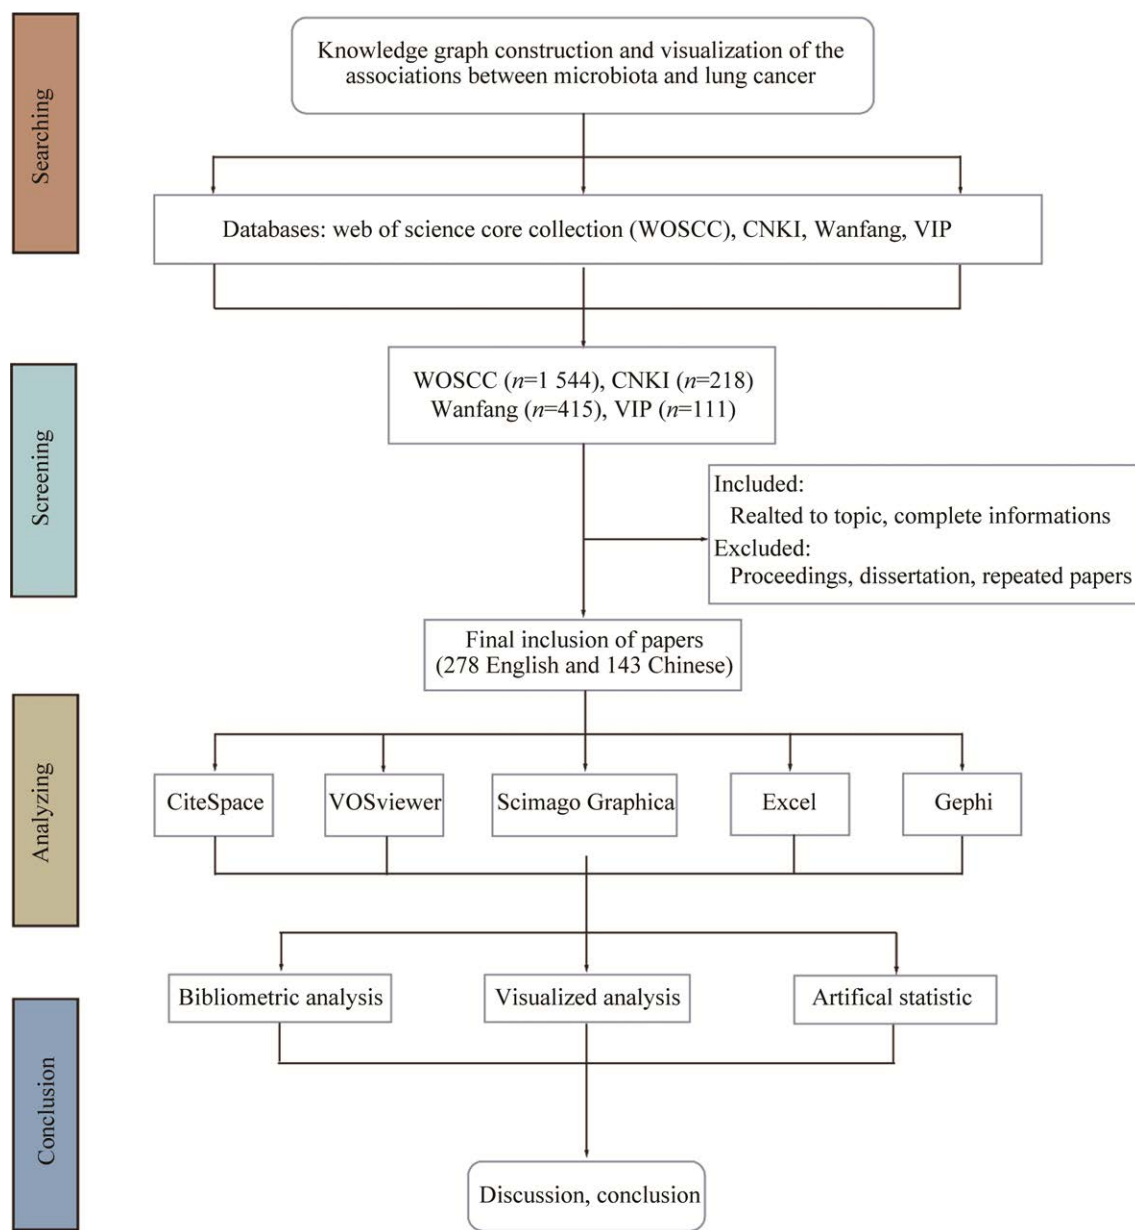 Searching
Knowledge graph construction and visualization of the
associations between microbiota and lung cancer
Databases: web of science core collection (WOSCC), CNKI, Wanfang, VIP
Screening
WOSCC (n=1 544), CNKI (n=218)
Wanfang (n=415), VIP (n=111)
Included:
Realted to topic, complete informations
Excluded:
Proceedings, dissertation, repeated papers
Final inclusion of papers
(278 English and 143 Chinese)
Analyzing
CiteSpace
VOSviewer
Scimago Graphica
Excel
Gephi
Bibliometric analysis
Visualized analysis
Artifical statistic
Conclusion
Discussion, conclusion